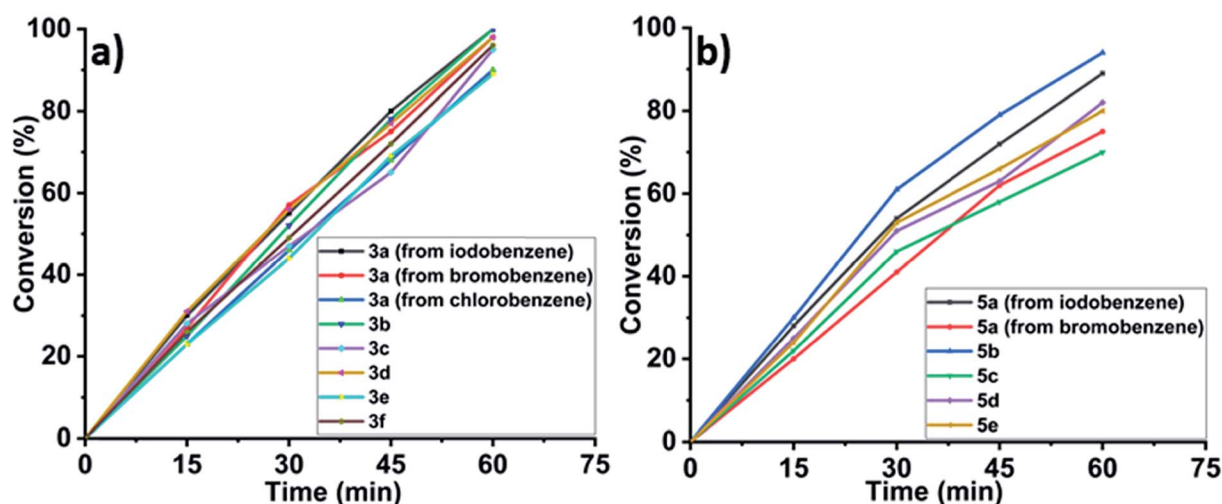 a)
Conversion (%)
100
80
60
40
20
0
0 15 30 45 60 75
Time (min)
3a (from iodobenzene)
3a (from bromobenzene)
3a (from chlorobenzene)
3b
3c
3d
3e
3f
b)
Conversion (%)
100
80
60
40
20
0
0 15 30 45 60 75
Time (min)
5a (from iodobenzene)
5a (from bromobenzene)
5b
5c
5d
5e